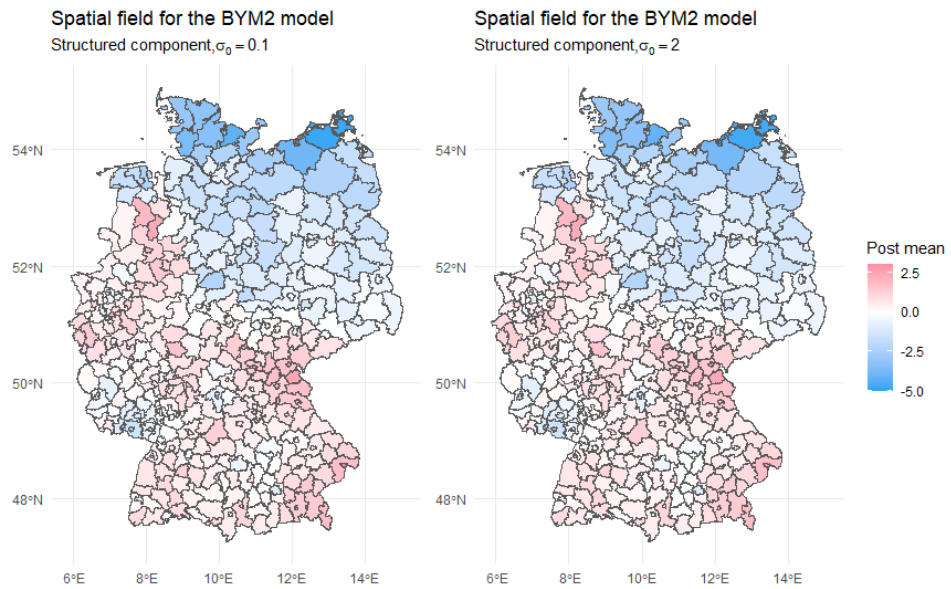 Spatial field for the BYM2 model
Structured component,σ₀ = 0.1
54°N
52°N
50°N
48°N
6°E 8°E 10°E 12°E 14°E
Spatial field for the BYM2 model
Structured component,σ₀ = 2
54°N
52°N
50°N
48°N
6°E 8°E 10°E 12°E 14°E
Post mean
2.5
0.0
-2.5
-5.0